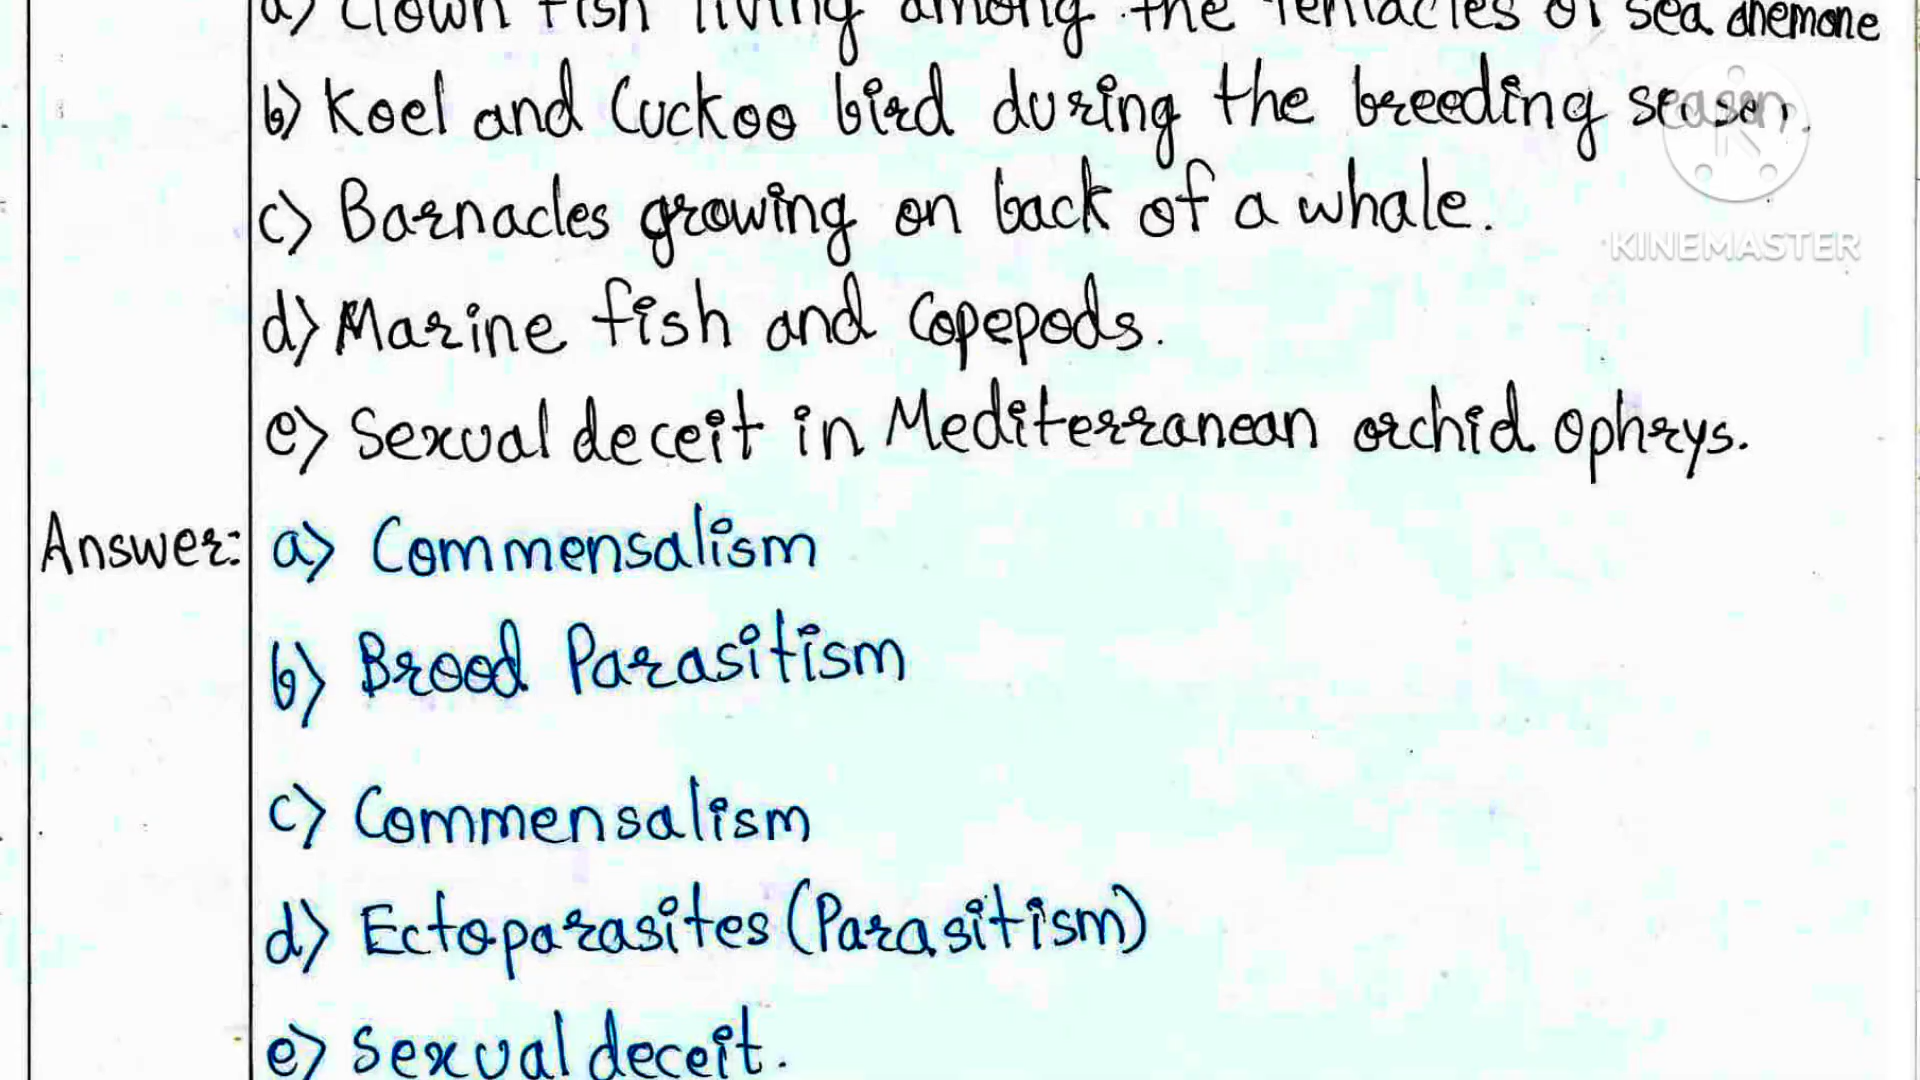 a) Clown fish living among the Tentacles of sea anemone
b) Koel and Cuckoo bird during the breeding season.
c) Barnacles growing on back of a whale.
KINEMASTER
d) Marine fish and Copepods.
e) Sexual deceit in Mediterranean orchid Ophrys.
Answer: a) Commensalism
b) Brood Parasitism
c) Commensalism
d) Ectoparasites (Parasitism)
e) Sexual deceit.